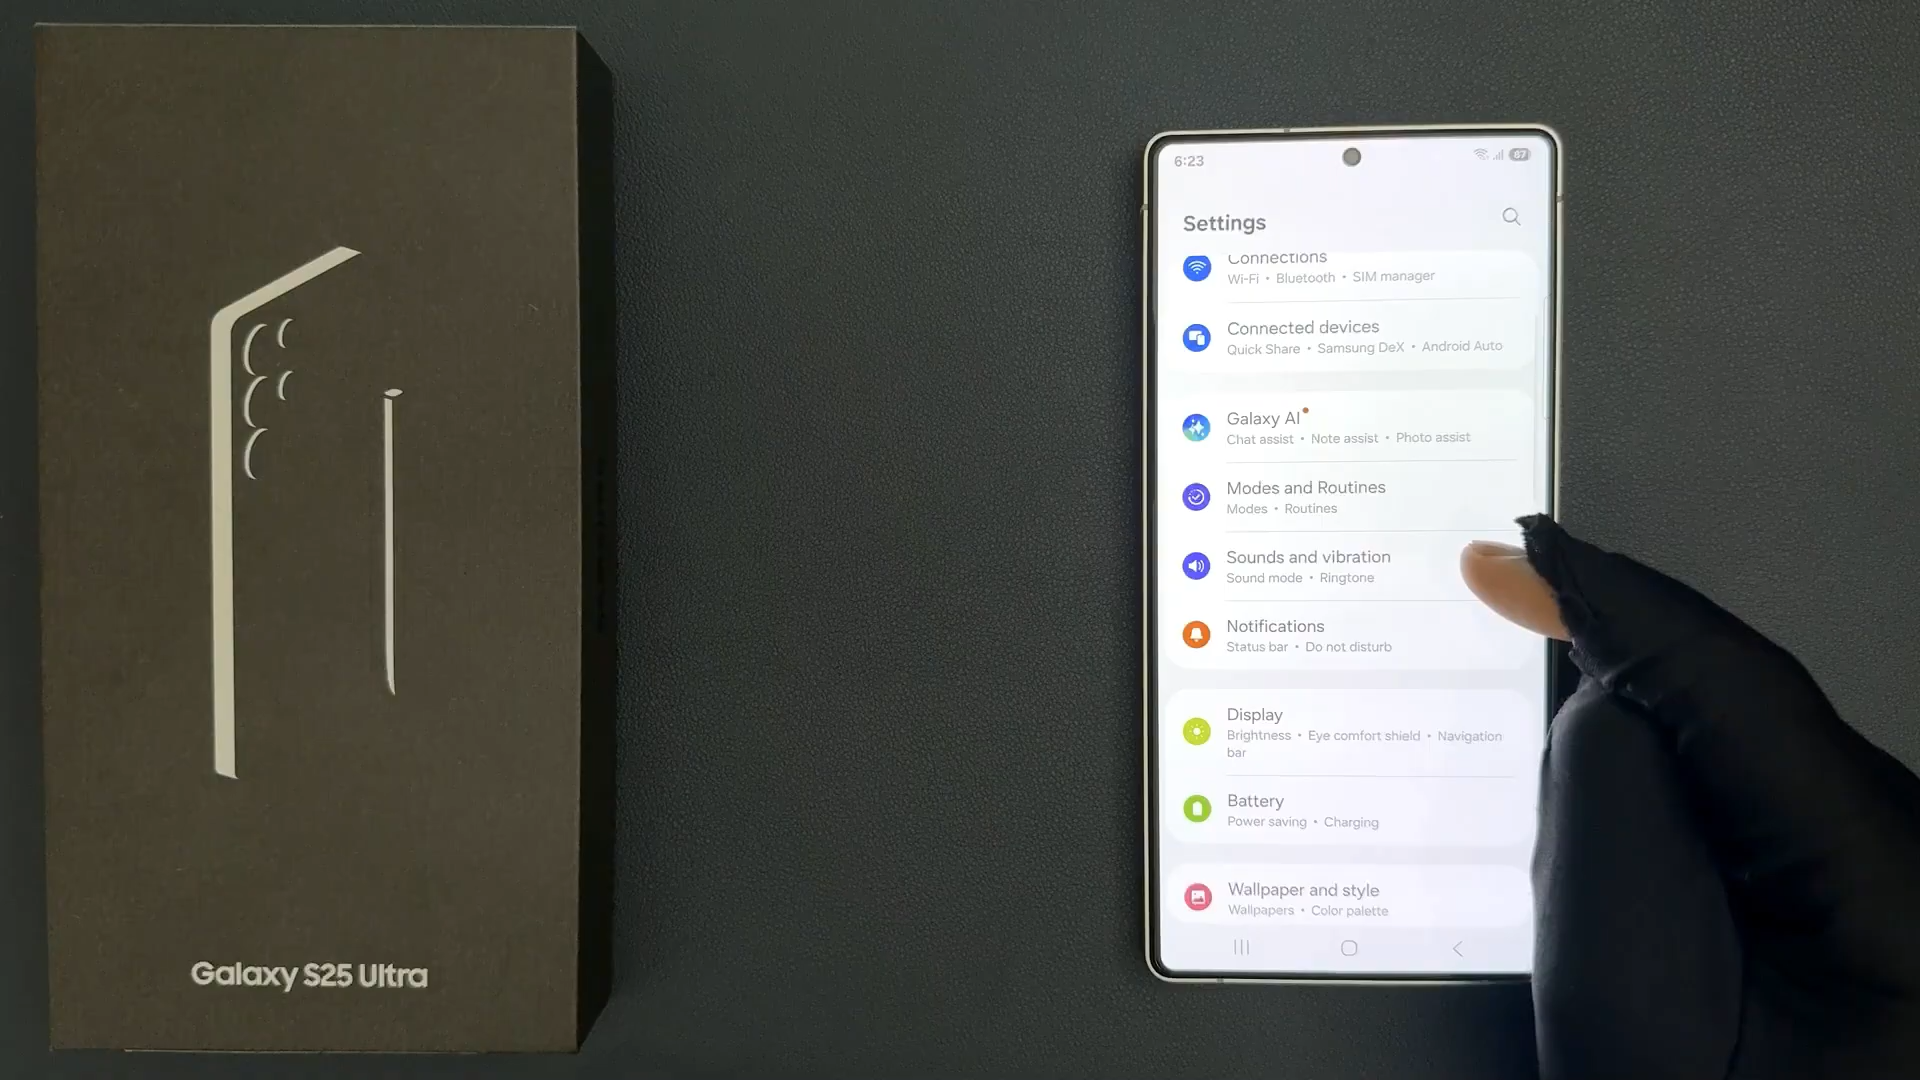 Galaxy S25 Ultra
6:23
87
Settings
Connections
Wi-Fi • Bluetooth • SIM manager
Connected devices
Quick Share • Samsung DeX • Android Auto
Galaxy AI
Chat assist • Note assist • Photo assist
Modes and Routines
Modes • Routines
Sounds and vibration
Sound mode • Ringtone
Notifications
Status bar • Do not disturb
Display
Brightness • Eye comfort shield • Navigation
bar
Battery
Power saving • Charging
Wallpaper and style
Wallpapers • Color palette